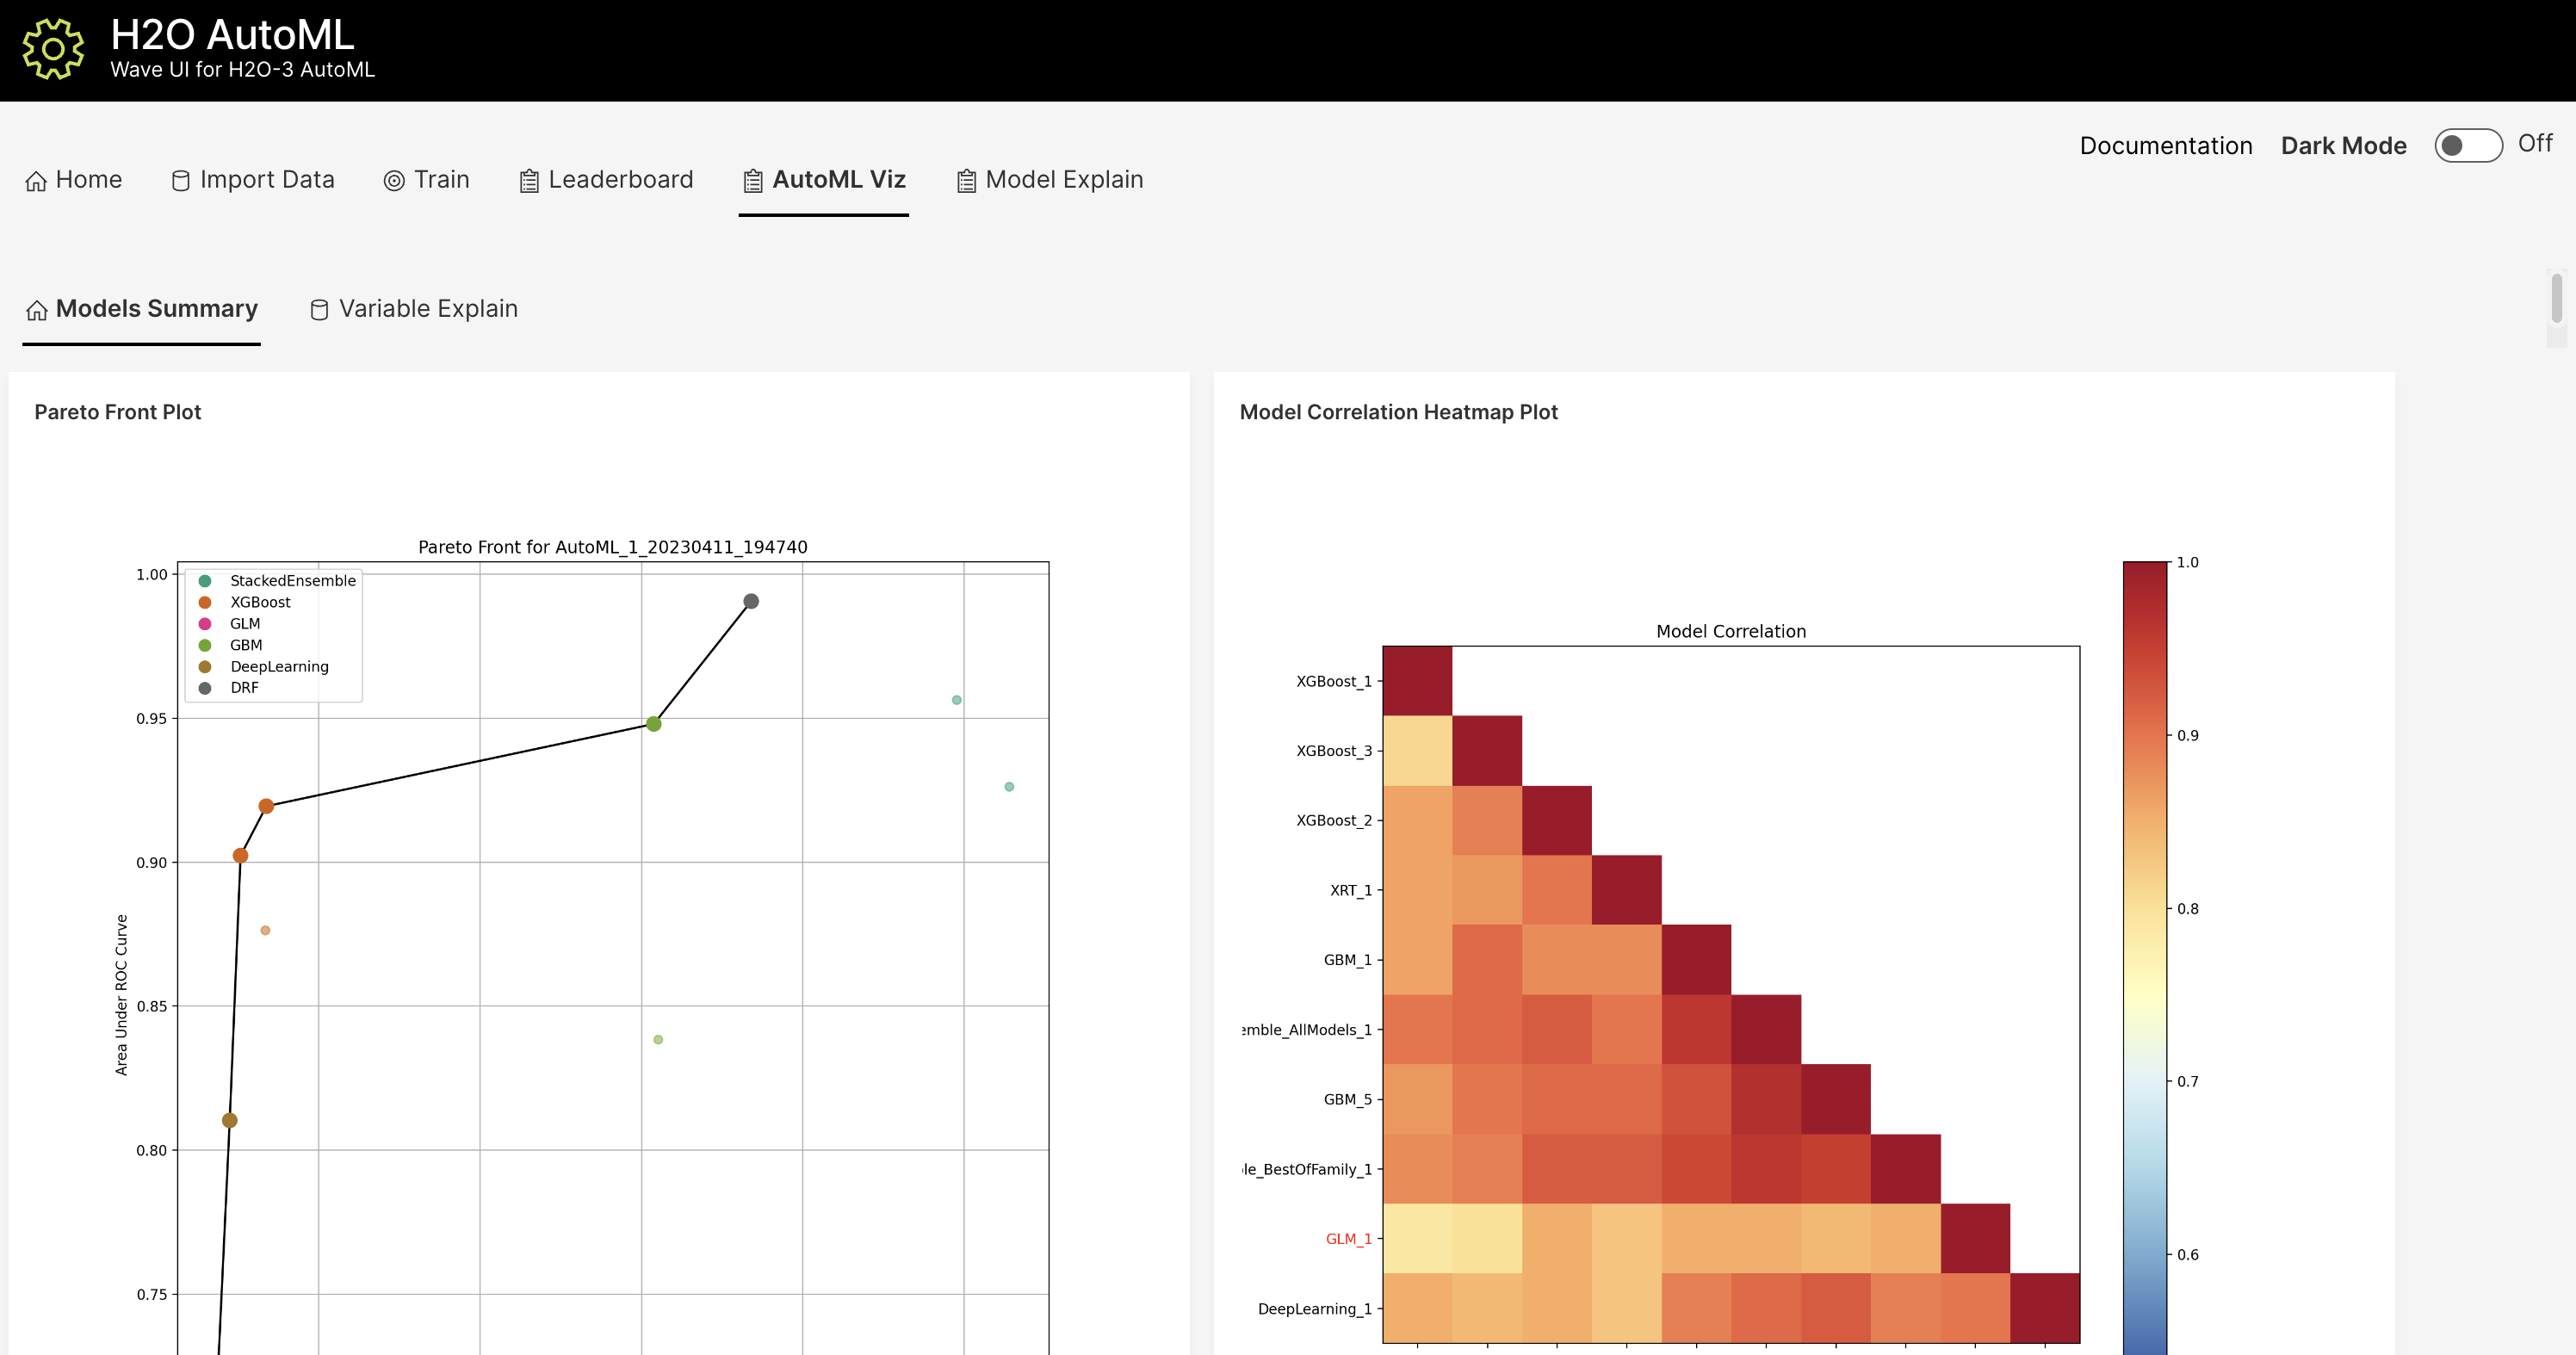 H2O AutoML
Wave UI for H2O-3 AutoML
Documentation Dark Mode Off
Home Import Data Train Leaderboard AutoML Viz Model Explain
Models Summary Variable Explain
Pareto Front Plot
Pareto Front for AutoML_1_20230411_194740
StackedEnsemble
XGBoost
GLM
GBM
DeepLearning
DRF
1.00
0.95
0.90
0.85
0.80
0.75
Area Under ROC Curve
Model Correlation Heatmap Plot
Model Correlation
XGBoost_1
XGBoost_3
XGBoost_2
XRT_1
GBM_1
emble_AllModels_1
GBM_5
le_BestOfFamily_1
GLM_1
DeepLearning_1
1.0
0.9
0.8
0.7
0.6